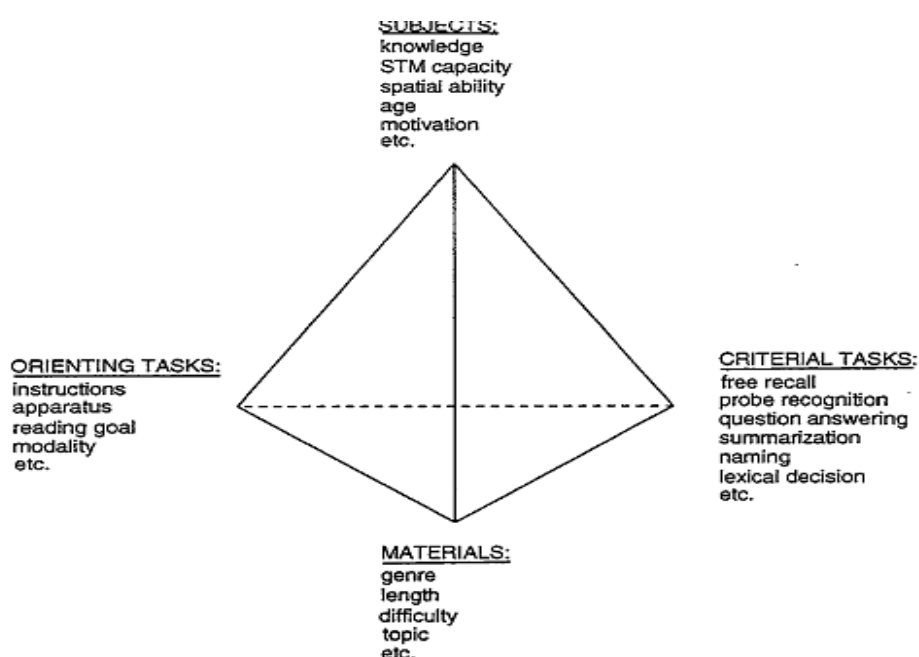 SUBJECTS:
knowledge
STM capacity
spatial ability
age
motivation
etc.
ORIENTING TASKS:
instructions
apparatus
reading goal
modality
etc.
CRITERIAL TASKS:
free recall
probe recognition
question answering
summarization
naming
lexical decision
etc.
MATERIALS:
genre
length
difficulty
topic
etc.